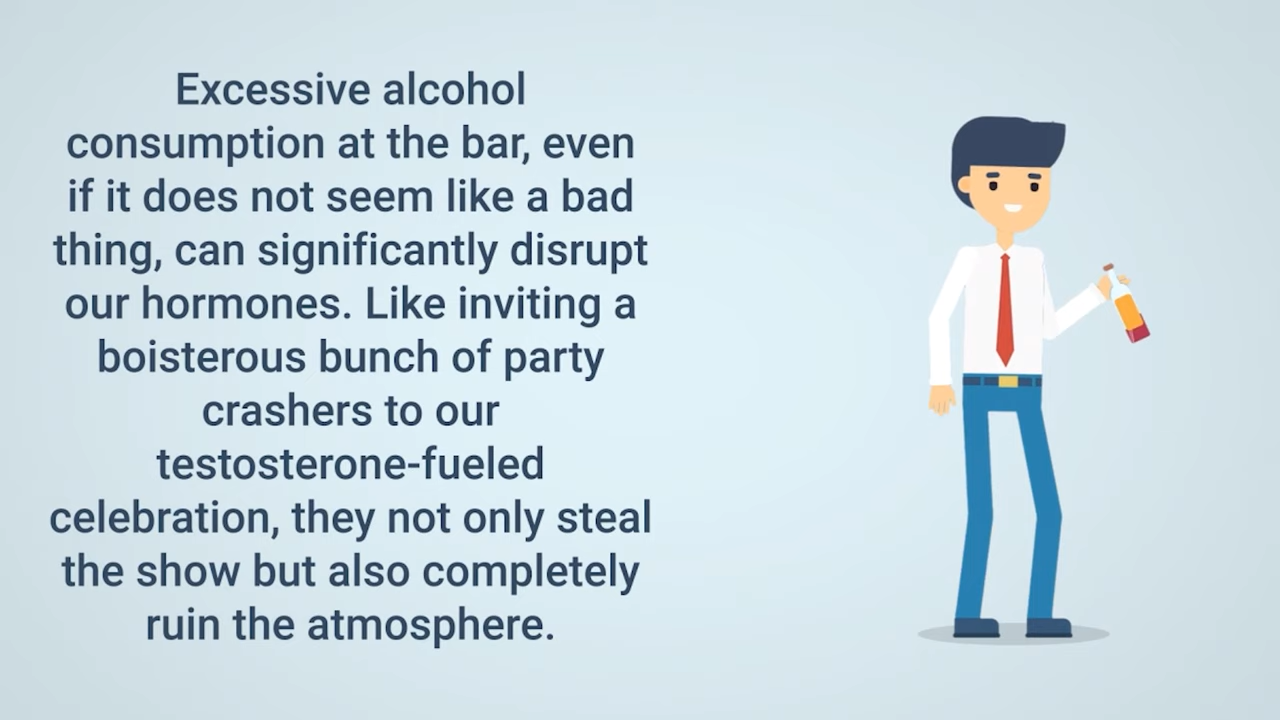 Excessive alcohol
consumption at the bar, even
if it does not seem like a bad
thing, can significantly disrupt
our hormones. Like inviting a
boisterous bunch of party
crashers to our
testosterone-fueled
celebration, they not only steal
the show but also completely
ruin the atmosphere.